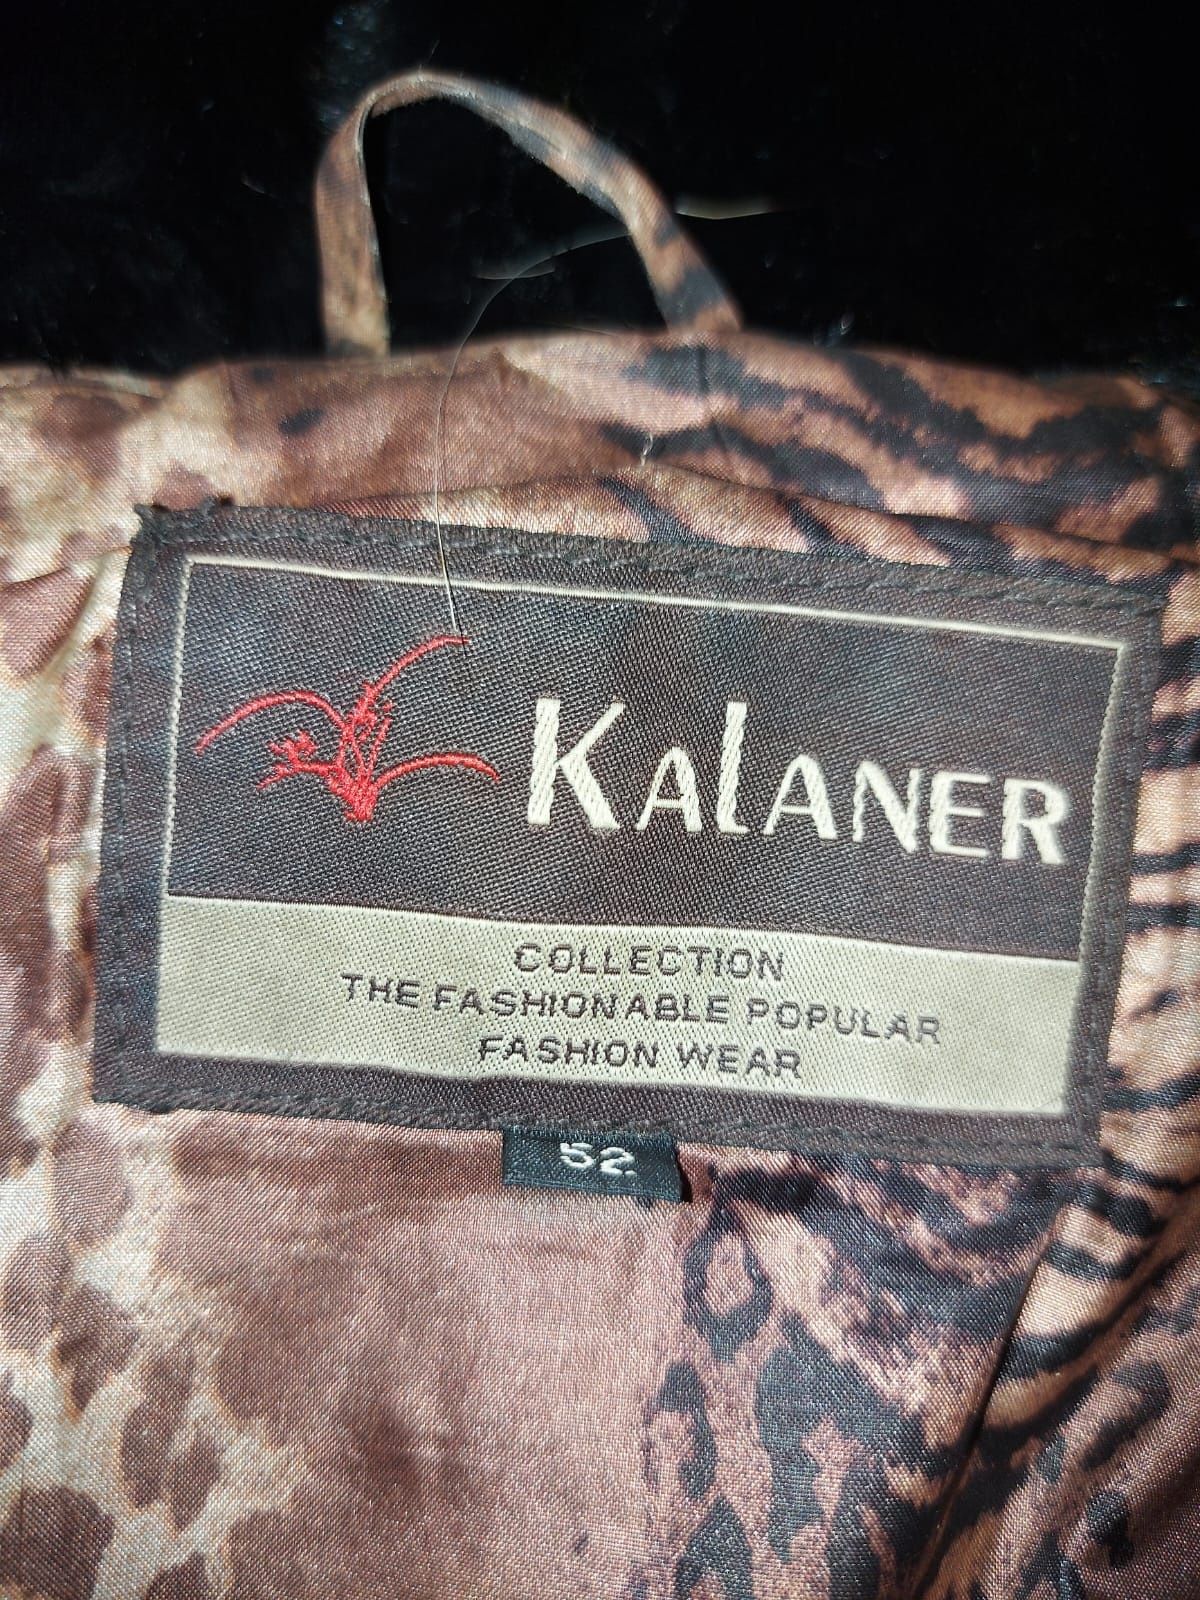 KALANER
COLLECTION
THE FASHIONABLE POPULAR
FASHION WEAR
52